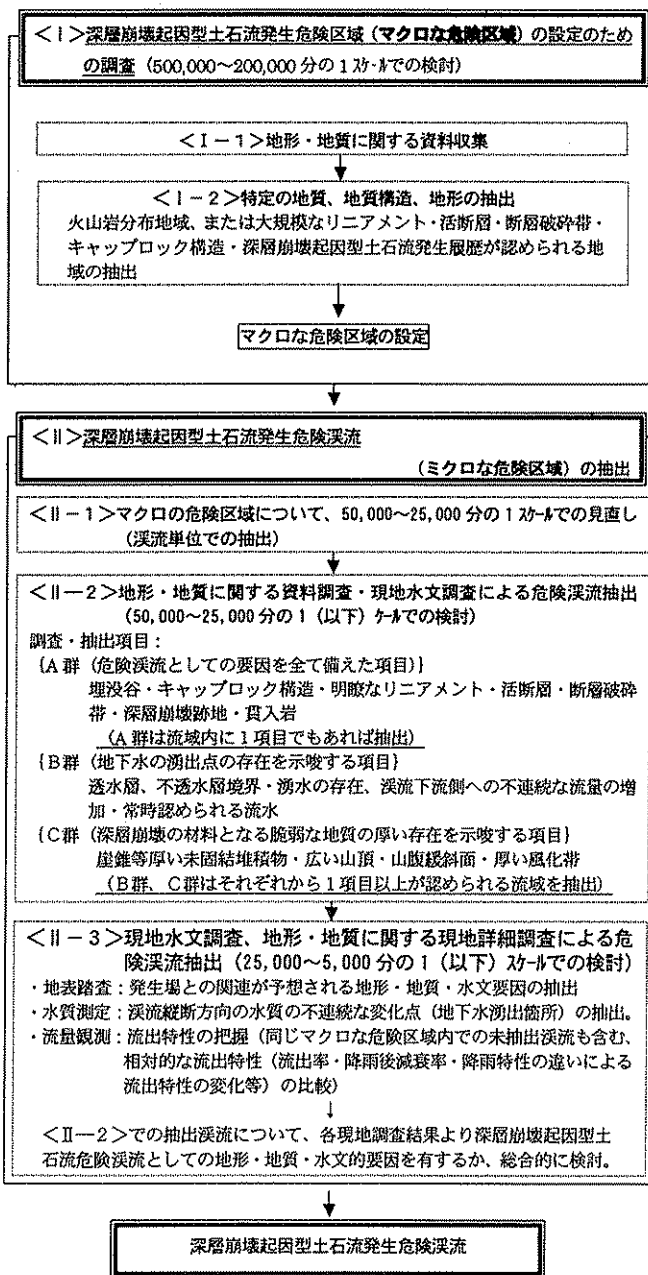 ＜Ⅰ＞深層崩壊起因型土石流発生危険区域（マクロな危険区域）の設定のため
の調査（500,000～200,000 分の１ｽｹｰﾙでの検討）
＜Ⅰ－１＞地形・地質に関する資料収集
＜Ⅰ－２＞特定の地質、地質構造、地形の抽出
火山岩分布地域、または大規模なリニアメント・活断層・断層破砕帯・
キャップロック構造・深層崩壊起因型土石流発生履歴が認められる地
域の抽出
マクロな危険区域の設定
＜Ⅱ＞深層崩壊起因型土石流発生危険渓流
（ミクロな危険区域）の抽出
＜Ⅱ－１＞マクロの危険区域について、50,000～25,000 分の１ｽｹｰﾙでの見直し
（渓流単位での抽出）
＜Ⅱ―２＞地形・地質に関する資料調査・現地水文調査による危険渓流抽出
（50,000～25,000 分の１（以下）ｹｰﾙでの検討）
調査・抽出項目：
{Ａ群（危険渓流としての要因を全て備えた項目）}
埋没谷・キャップロック構造・明瞭なリニアメント・活断層・断層破砕
帯・深層崩壊跡地・貫入岩
（Ａ群は流域内に１項目でもあれば抽出）
{Ｂ群（地下水の湧出点の存在を示唆する項目）
透水層、不透水層境界・湧水の存在、渓流下流側への不連続な流量の増
加・常時認められる流水
{Ｃ群（深層崩壊の材料となる脆弱な地質の厚い存在を示唆する項目）
崖錐等厚い未固結堆積物・広い山頂・山腹緩斜面・厚い風化帯
（Ｂ群、Ｃ群はそれぞれから１項目以上が認められる流域を抽出）
＜Ⅱ－３＞現地水文調査、地形・地質に関する現地詳細調査による危
険渓流抽出（25,000～5,000 分の１（以下）ｽｹｰﾙでの検討）
・地表踏査：発生場との関連が予想される地形・地質・水文要因の抽出
・水質測定：渓流縦断方向の水質の不連続な変化点（地下水湧出箇所）の抽出。
・流量観測：流出特性の把握（同じマクロな危険区域内での未抽出渓流も含む、
相対的な流出特性（流出率・降雨後減衰率・降雨特性の違いによる
流出特性の変化等）の比較）
＜Ⅱ―２＞での抽出渓流について、各現地調査結果より深層崩壊起因型土
石流危険渓流としての地形・地質・水文的要因を有するか、総合的に検討。
深層崩壊起因型土石流発生危険渓流